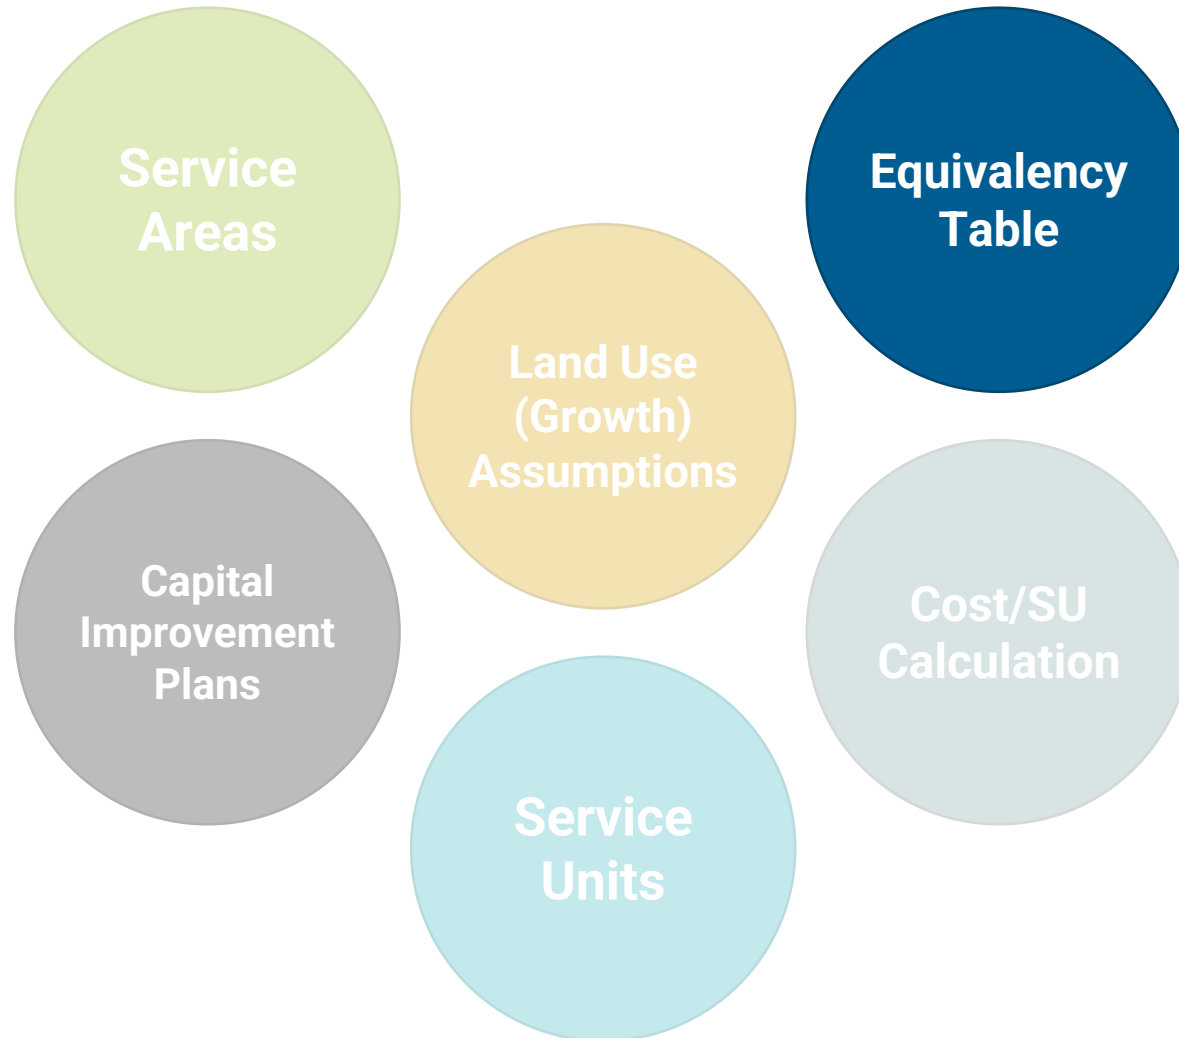 Service
Areas
Equivalency
Table
Land Use
(Growth)
Assumptions
Capital
Improvement
Plans
Cost/SU
Calculation
Service
Units